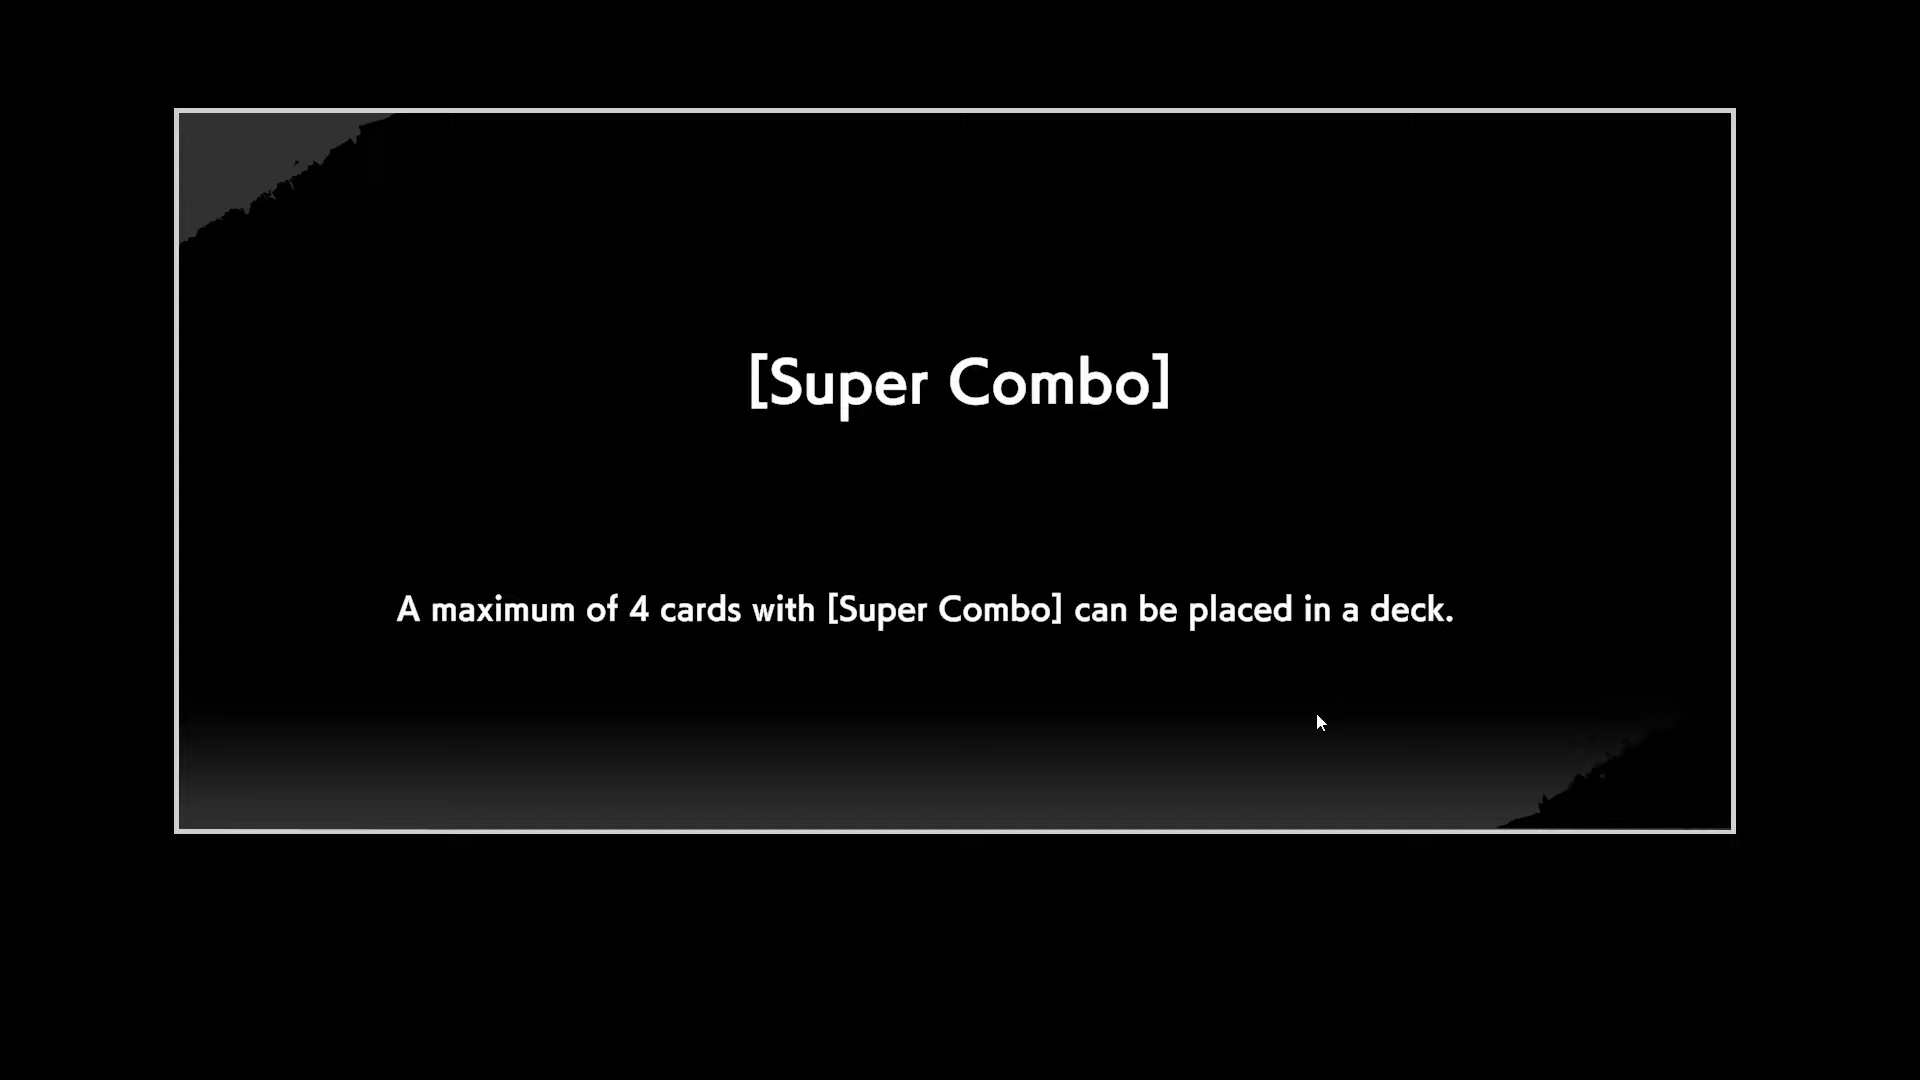 [Super Combo]
A maximum of 4 cards with [Super Combo] can be placed in a deck.